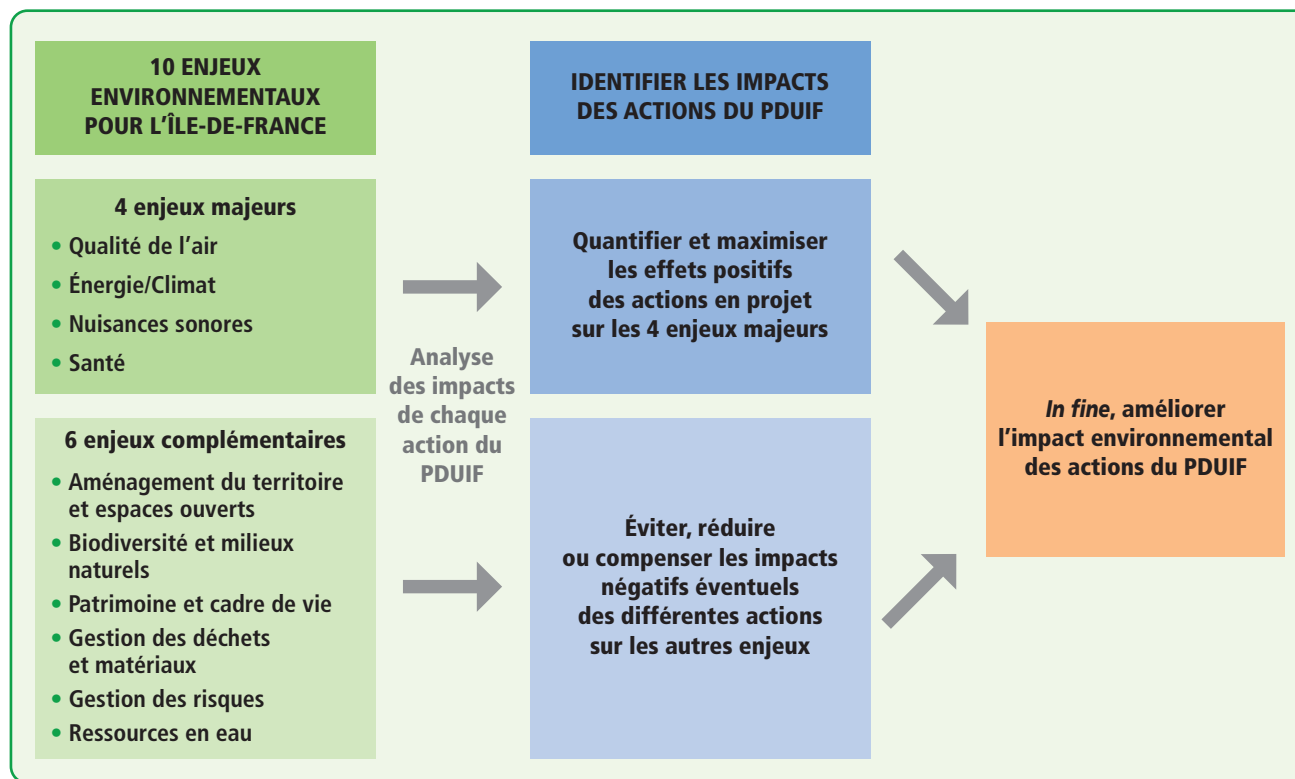 10 ENJEUX
ENVIRONNEMENTAUX
POUR L'ÎLE-DE-FRANCE
IDENTIFIER LES IMPACTS
DES ACTIONS DU PDUIF
4 enjeux majeurs
• Qualité de l'air
• Énergie/Climat
• Nuisances sonores
• Santé
Analyse
des impacts
de chaque
action du
PDUIF
Quantifier et maximiser
les effets positifs
des actions en projet
sur les 4 enjeux majeurs
6 enjeux complémentaires
• Aménagement du territoire
et espaces ouverts
• Biodiversité et milieux
naturels
• Patrimoine et cadre de vie
• Gestion des déchets
et matériaux
• Gestion des risques
• Ressources en eau
Éviter, réduire
ou compenser les impacts
négatifs éventuels
des différentes actions
sur les autres enjeux
In fine, améliorer
l'impact environnemental
des actions du PDUIF